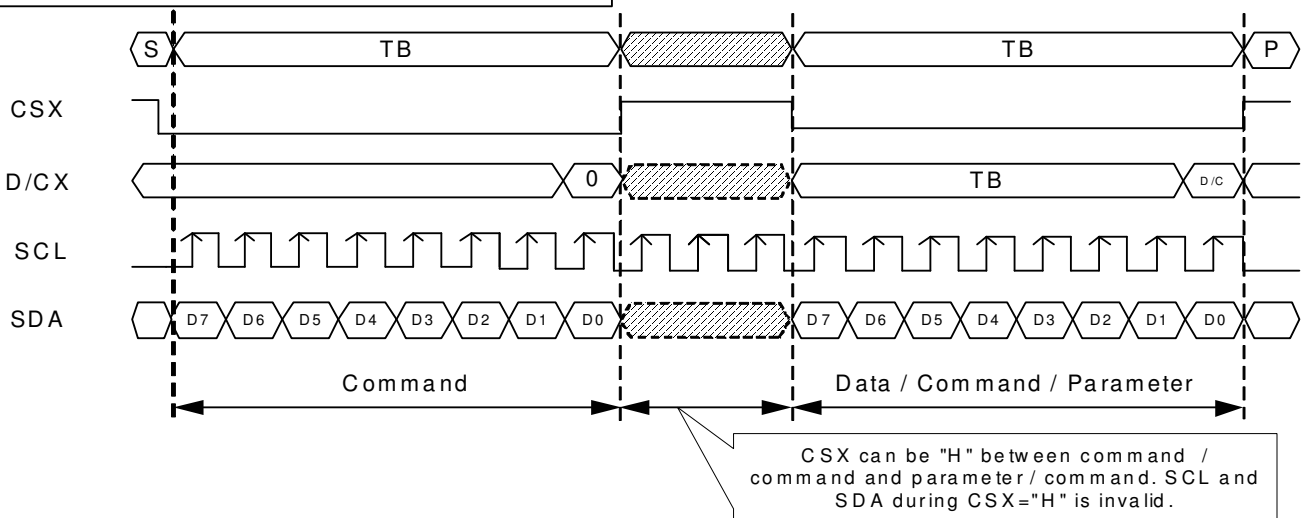 S TB TB P
CSX
D/CX 0 TB D/C
SCL
SDA D7 D6 D5 D4 D3 D2 D1 D0 D7 D6 D5 D4 D3 D2 D1 D0
Command Data / Command / Parameter
CSX can be "H" between command /
command and parameter / command. SCL and
SDA during CSX="H" is invalid.